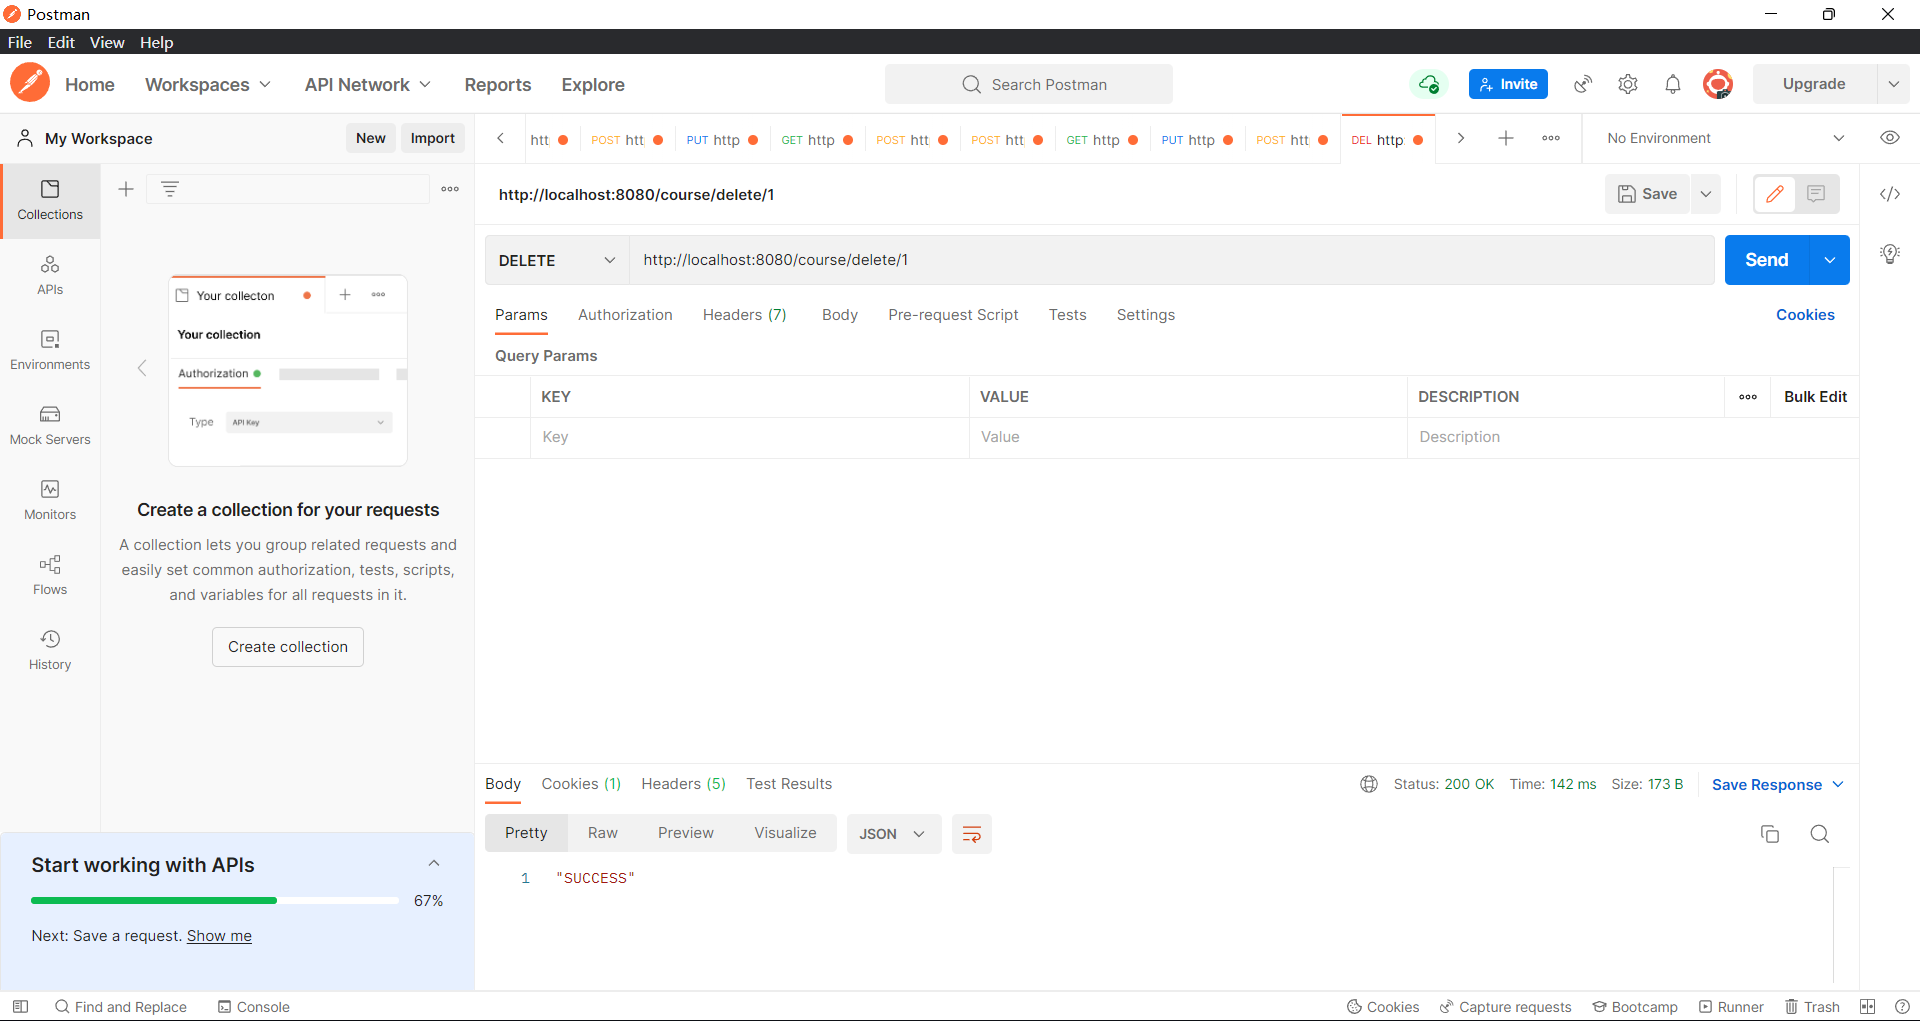 Postman
File Edit View Help
Home Workspaces API Network Reports Explore Search Postman Invite Upgrade
My Workspace New Import
htt POST htt PUT http GET http POST htt POST htt GET http PUT http POST htt DEL http No Environment
Collections
APIs
Environments
Mock Servers
Monitors
Flows
History
Your collecton
Your collection
Authorization
Type API Key
Create a collection for your requests
A collection lets you group related requests and
easily set common authorization, tests, scripts,
and variables for all requests in it.
Create collection
Start working with APIs
67%
Next: Save a request. Show me
http://localhost:8080/course/delete/1 Save
DELETE http://localhost:8080/course/delete/1 Send
Params Authorization Headers (7) Body Pre-request Script Tests Settings Cookies
Query Params
KEY VALUE DESCRIPTION Bulk Edit
Key Value Description
Body Cookies (1) Headers (5) Test Results Status: 200 OK Time: 142 ms Size: 173 B Save Response
Pretty Raw Preview Visualize JSON
1 "SUCCESS"
Find and Replace Console Cookies Capture requests Bootcamp Runner Trash